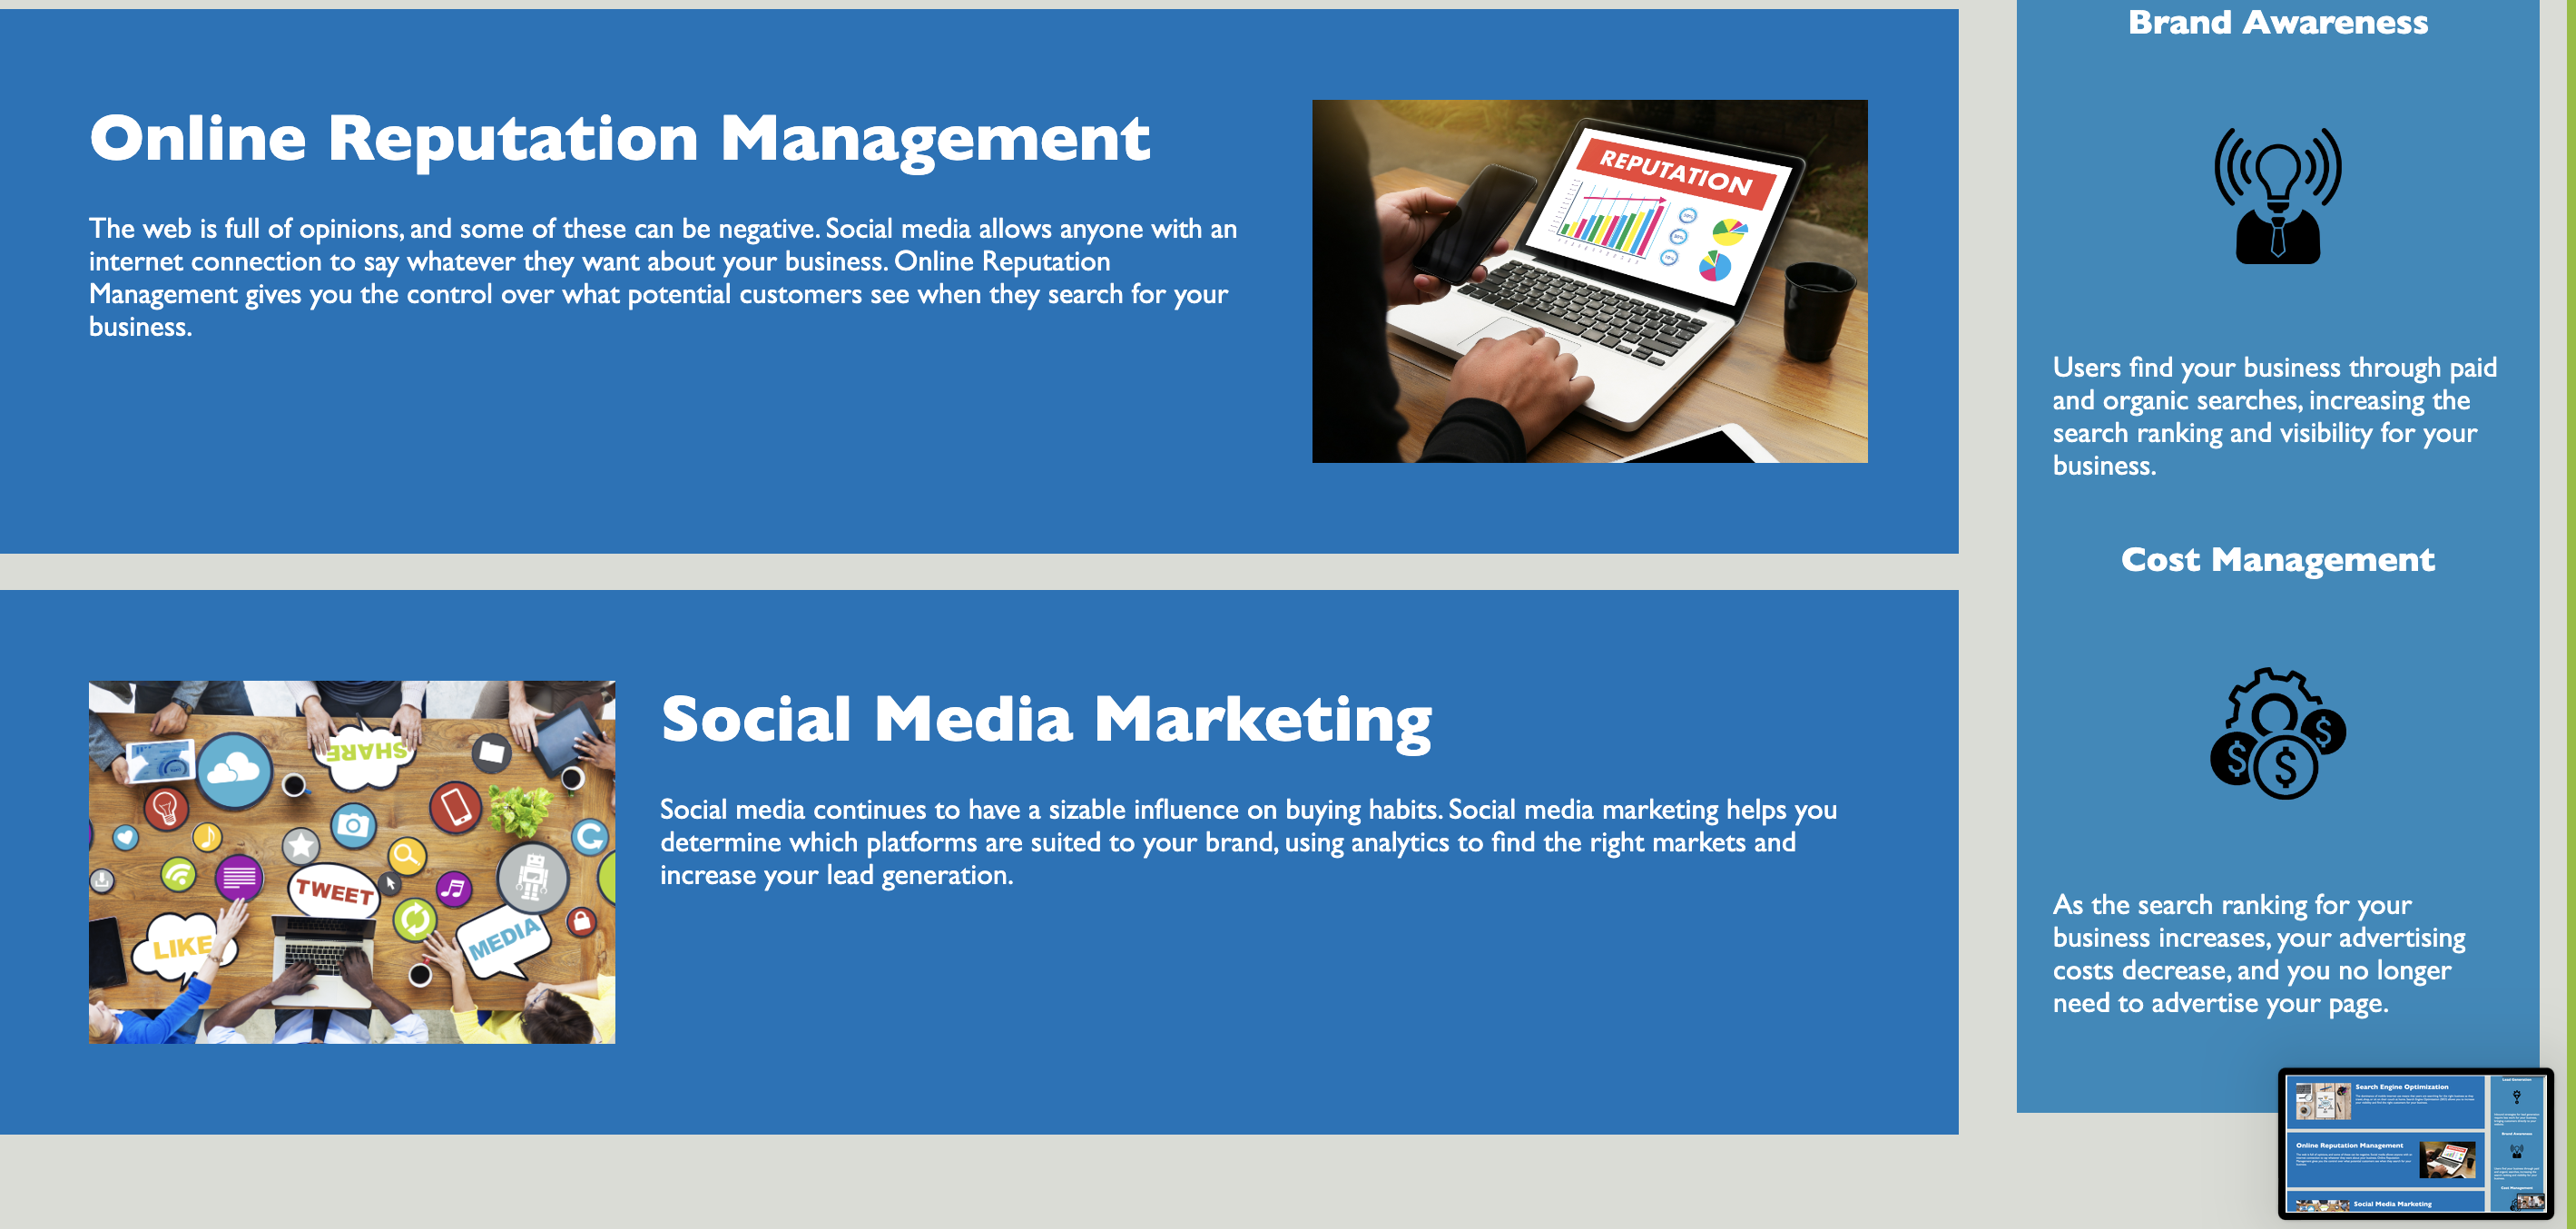 Online Reputation Management
The web is full of opinions, and some of these can be negative. Social media allows anyone with an
internet connection to say whatever they want about your business. Online Reputation
Management gives you the control over what potential customers see when they search for your
business.
REPUTATION
Social Media Marketing
Social media continues to have a sizable influence on buying habits. Social media marketing helps you
determine which platforms are suited to your brand, using analytics to find the right markets and
increase your lead generation.
SHARE
TWEET
LIKE
MEDIA
Brand Awareness
Users find your business through paid
and organic searches, increasing the
search ranking and visibility for your
business.
Cost Management
As the search ranking for your
business increases, your advertising
costs decrease, and you no longer
need to advertise your page.
Search Engine Optimization
Online Reputation Management
Social Media Marketing
Lead Generation
Brand Awareness
Cost Management